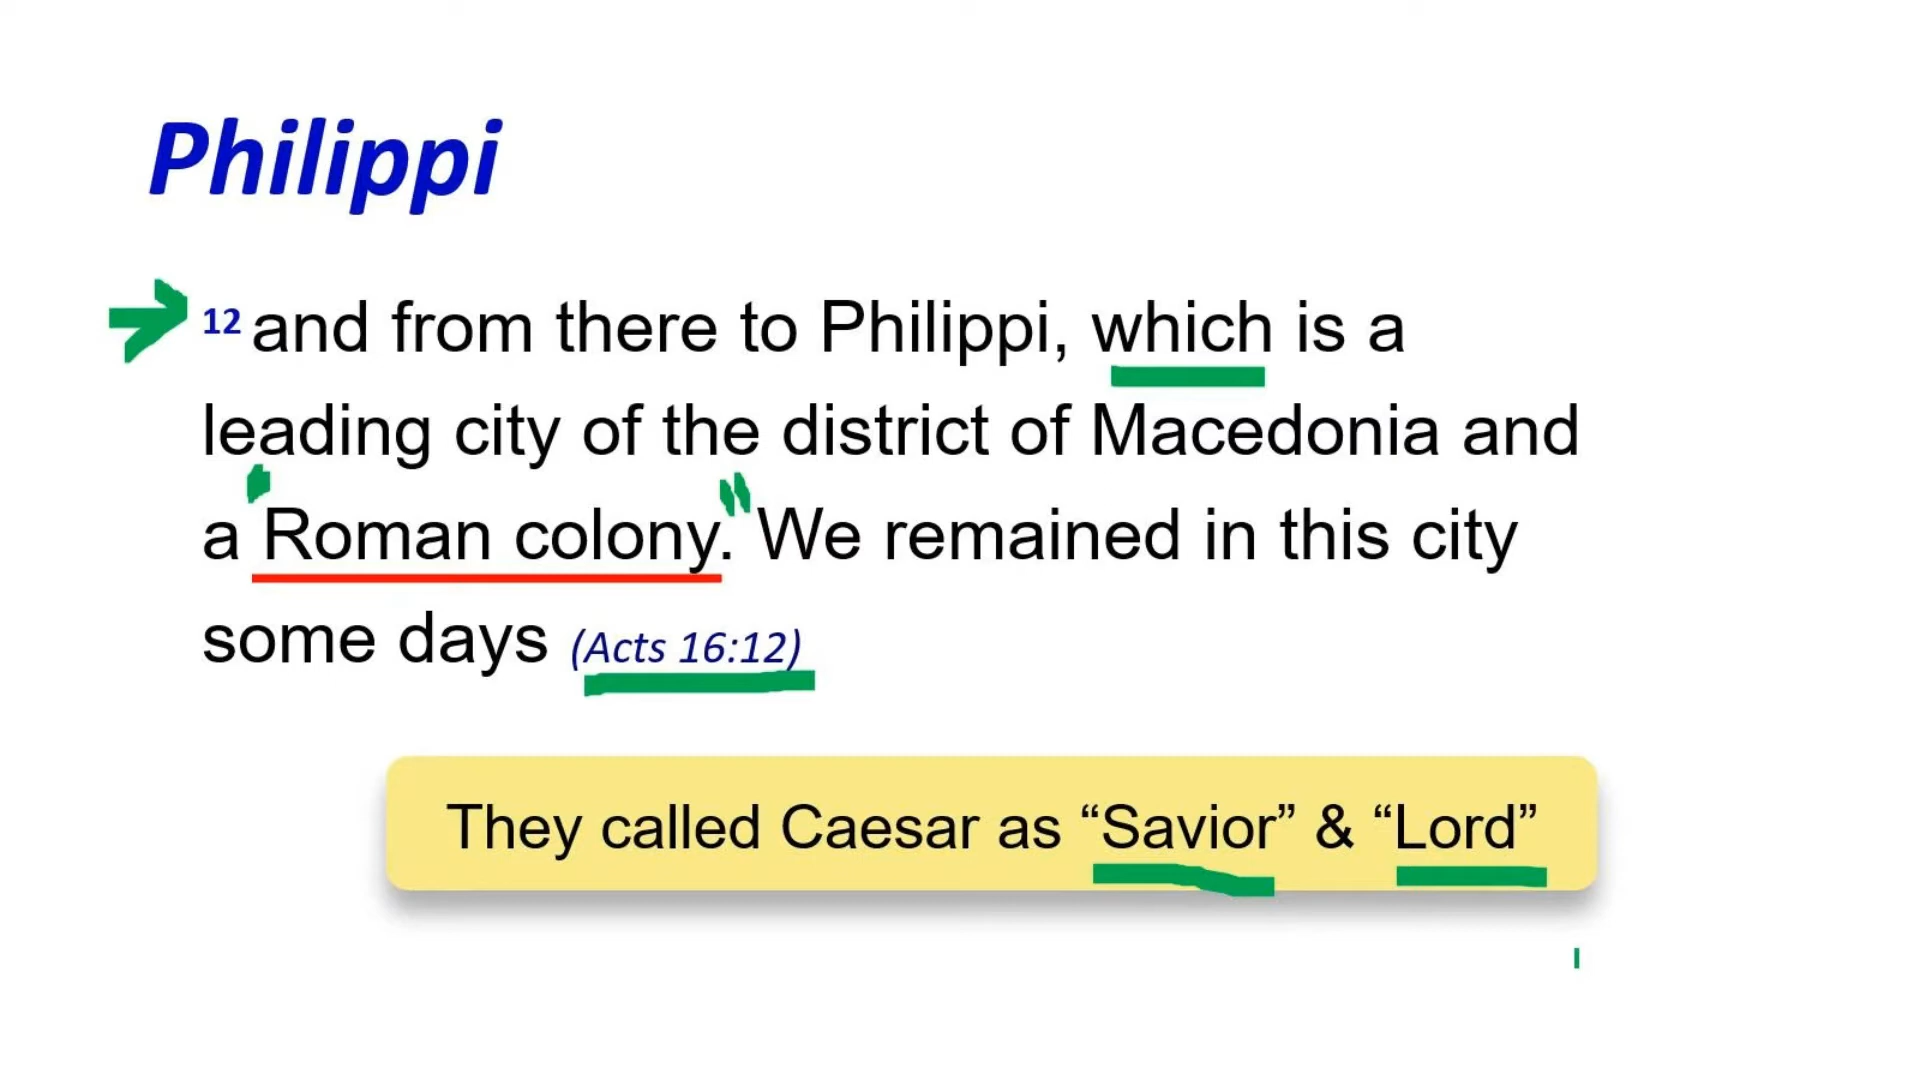 Philippi
12 and from there to Philippi, which is a
leading city of the district of Macedonia and
a Roman colony. We remained in this city
some days (Acts 16:12)
They called Caesar as “Savior” & “Lord”